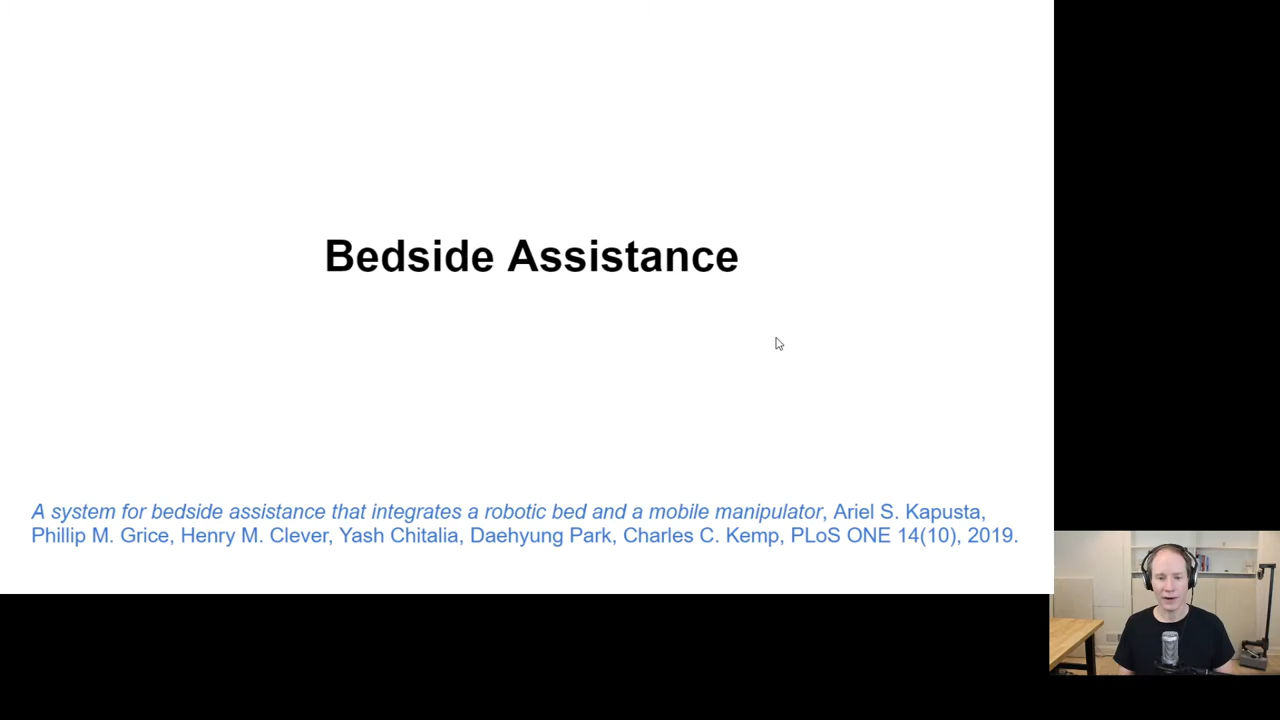 Bedside Assistance
A system for bedside assistance that integrates a robotic bed and a mobile manipulator, Ariel S. Kapusta,
Phillip M. Grice, Henry M. Clever, Yash Chitalia, Daehyung Park, Charles C. Kemp, PLoS ONE 14(10), 2019.